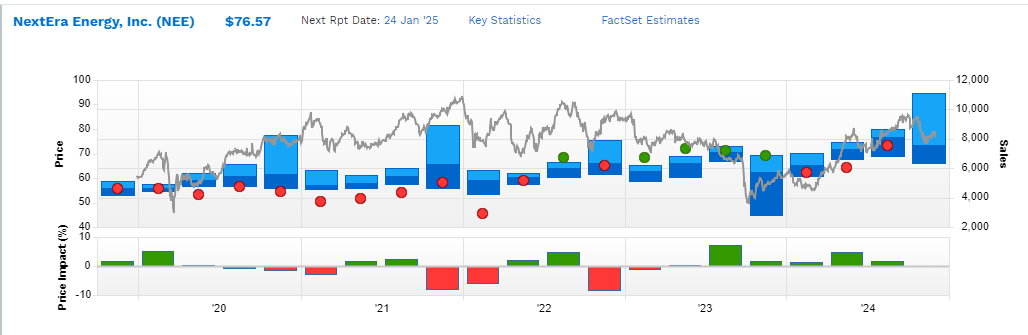 NextEra Energy, Inc. (NEE) $76.57 Next Rpt Date: 24 Jan '25 Key Statistics FactSet Estimates
100 12,000
90 10,000
80 8,000
70 6,000
60 4,000
50
40 2,000
Price
Sales
10
0
-10
Price Impact (%)
'20 '21 '22 '23 '24